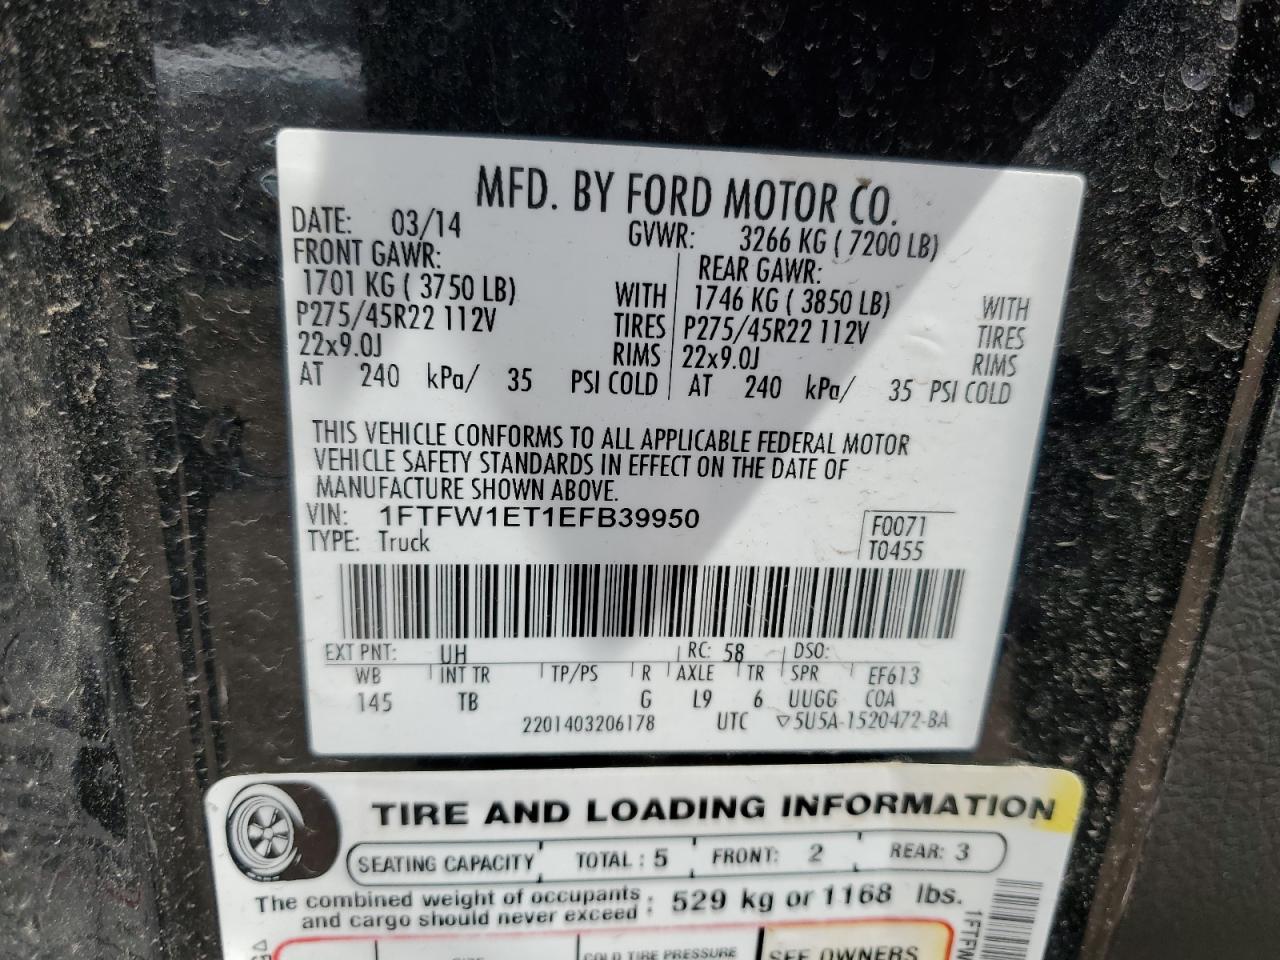 MFD. BY FORD MOTOR CO.
DATE: 03/14 GVWR: 3266 KG ( 7200 LB)
FRONT GAWR: REAR GAWR:
1701 KG ( 3750 LB) WITH 1746 KG ( 3850 LB) WITH
P275/45R22 112V TIRES P275/45R22 112V TIRES
22x9.0J RIMS 22x9.0J RIMS
AT 240 kPa/ 35 PSI COLD AT 240 kPa/ 35 PSI COLD
THIS VEHICLE CONFORMS TO ALL APPLICABLE FEDERAL MOTOR
VEHICLE SAFETY STANDARDS IN EFFECT ON THE DATE OF
MANUFACTURE SHOWN ABOVE.
VIN: 1FTFW1ET1EFB39950 F0071
TYPE: Truck T0455
EXT PNT: UH RC: 58 DSO:
WB INT TR TP/PS R AXLE TR SPR EF613
145 TB G L9 6 UUGG COA
2201403206178 UTC ▽5U5A-1520472-BA
TIRE AND LOADING INFORMATION
SEATING CAPACITY TOTAL : 5 FRONT: 2 REAR: 3
The combined weight of occupants
and cargo should never exceed : 529 kg or 1168 lbs.
COLD TIRE PRESSURE SEE OWNERS
1FTFW